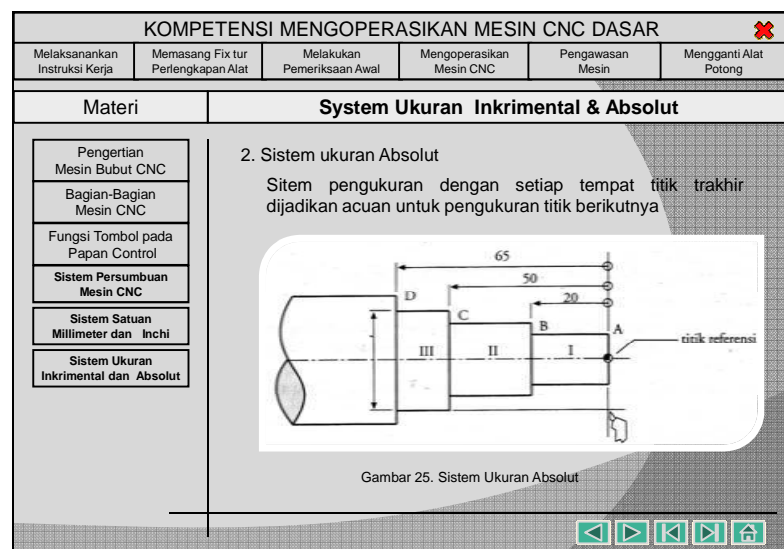 KOMPETENSI MENGOPERASIKAN MESIN CNC DASAR
Melaksanankan
Instruksi Kerja
Memasang Fix tur
Perlengkapan Alat
Melakukan
Pemeriksaan Awal
Mengoperasikan
Mesin CNC
Pengawasan
Mesin
Mengganti Alat
Potong
Materi
System Ukuran Inkrimental & Absolut
Pengertian
Mesin Bubut CNC
Bagian-Bagian
Mesin CNC
Fungsi Tombol pada
Papan Control
Sistem Persumbuan
Mesin CNC
Sistem Satuan
Millimeter dan Inchi
Sistem Ukuran
Inkrimental dan Absolut
2. Sistem ukuran Absolut
Sitem pengukuran dengan setiap tempat titik trakhir
dijadikan acuan untuk pengukuran titik berikutnya
65
50
20
D
C
B
A
III
II
I
titik referensi
Gambar 25. Sistem Ukuran Absolut